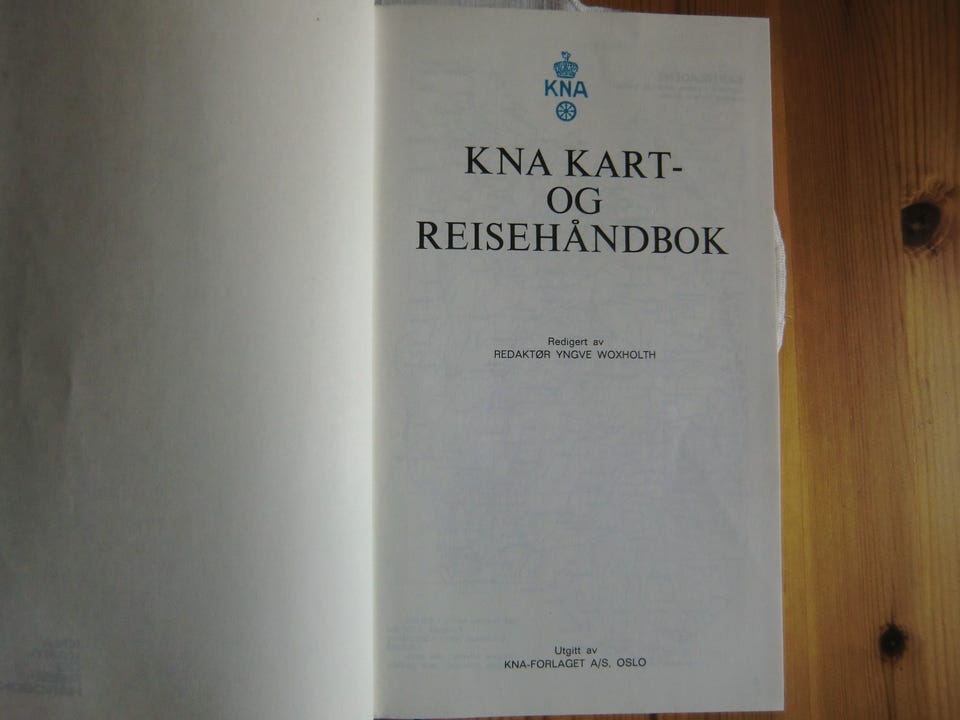 KNA
KNA KART-
OG
REISEHÅNDBOK
Redigert av
REDAKTØR YNGVE WOXHOLTH
Utgitt av
KNA-FORLAGET A/S, OSLO